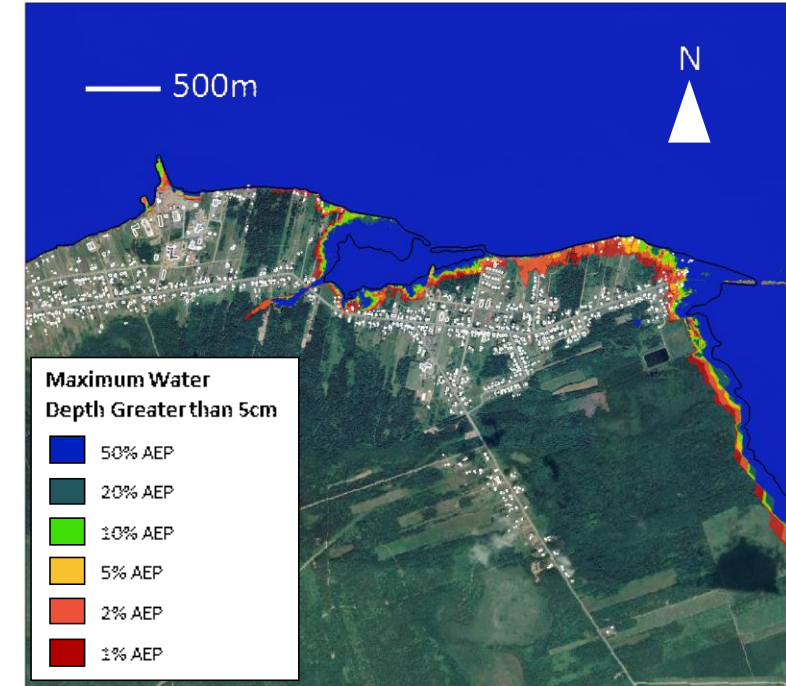 500m
N
Maximum Water
Depth Greater than 5cm
50% AEP
20% AEP
10% AEP
5% AEP
2% AEP
1% AEP